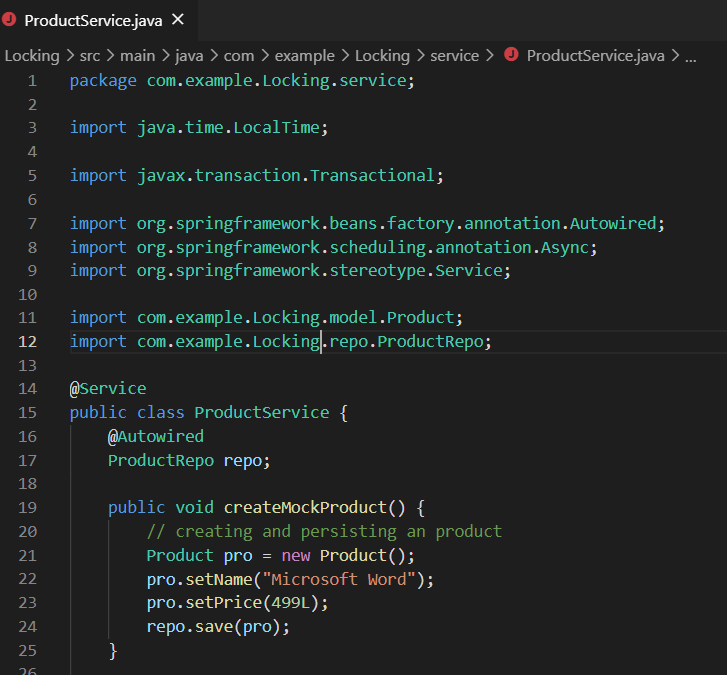 ProductService.java
Locking > src > main > java > com > example > Locking > service > ProductService.java > ...
1 package com.example.Locking.service;
2
3 import java.time.LocalTime;
4
5 import javax.transaction.Transactional;
6
7 import org.springframework.beans.factory.annotation.Autowired;
8 import org.springframework.scheduling.annotation.Async;
9 import org.springframework.stereotype.Service;
10
11 import com.example.Locking.model.Product;
12 import com.example.Locking.repo.ProductRepo;
13
14 @Service
15 public class ProductService {
16     @Autowired
17     ProductRepo repo;
18
19     public void createMockProduct() {
20         // creating and persisting an product
21         Product pro = new Product();
22         pro.setName("Microsoft Word");
23         pro.setPrice(499L);
24         repo.save(pro);
25     }
26